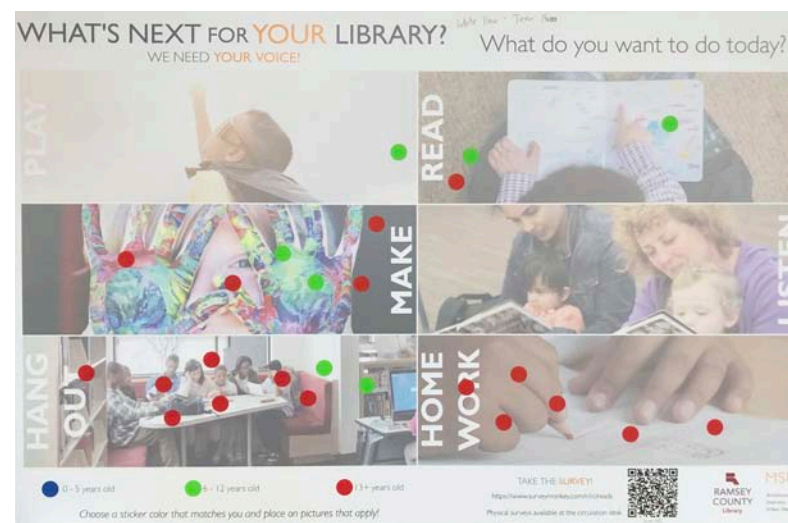 WHAT'S NEXT FOR YOUR LIBRARY?
WE NEED YOUR VOICE!
What do you want to do today?
PLAY
READ
MAKE
LISTEN
HANG
OU
HOME
WORK
0 - 5 years old
6 - 12 years old
13+ years old
Choose a sticker color that matches you and place on pictures that apply!
TAKE THE SURVEY!
Physical surveys available at the circulation desk
RAMSEY
COUNTY
Library